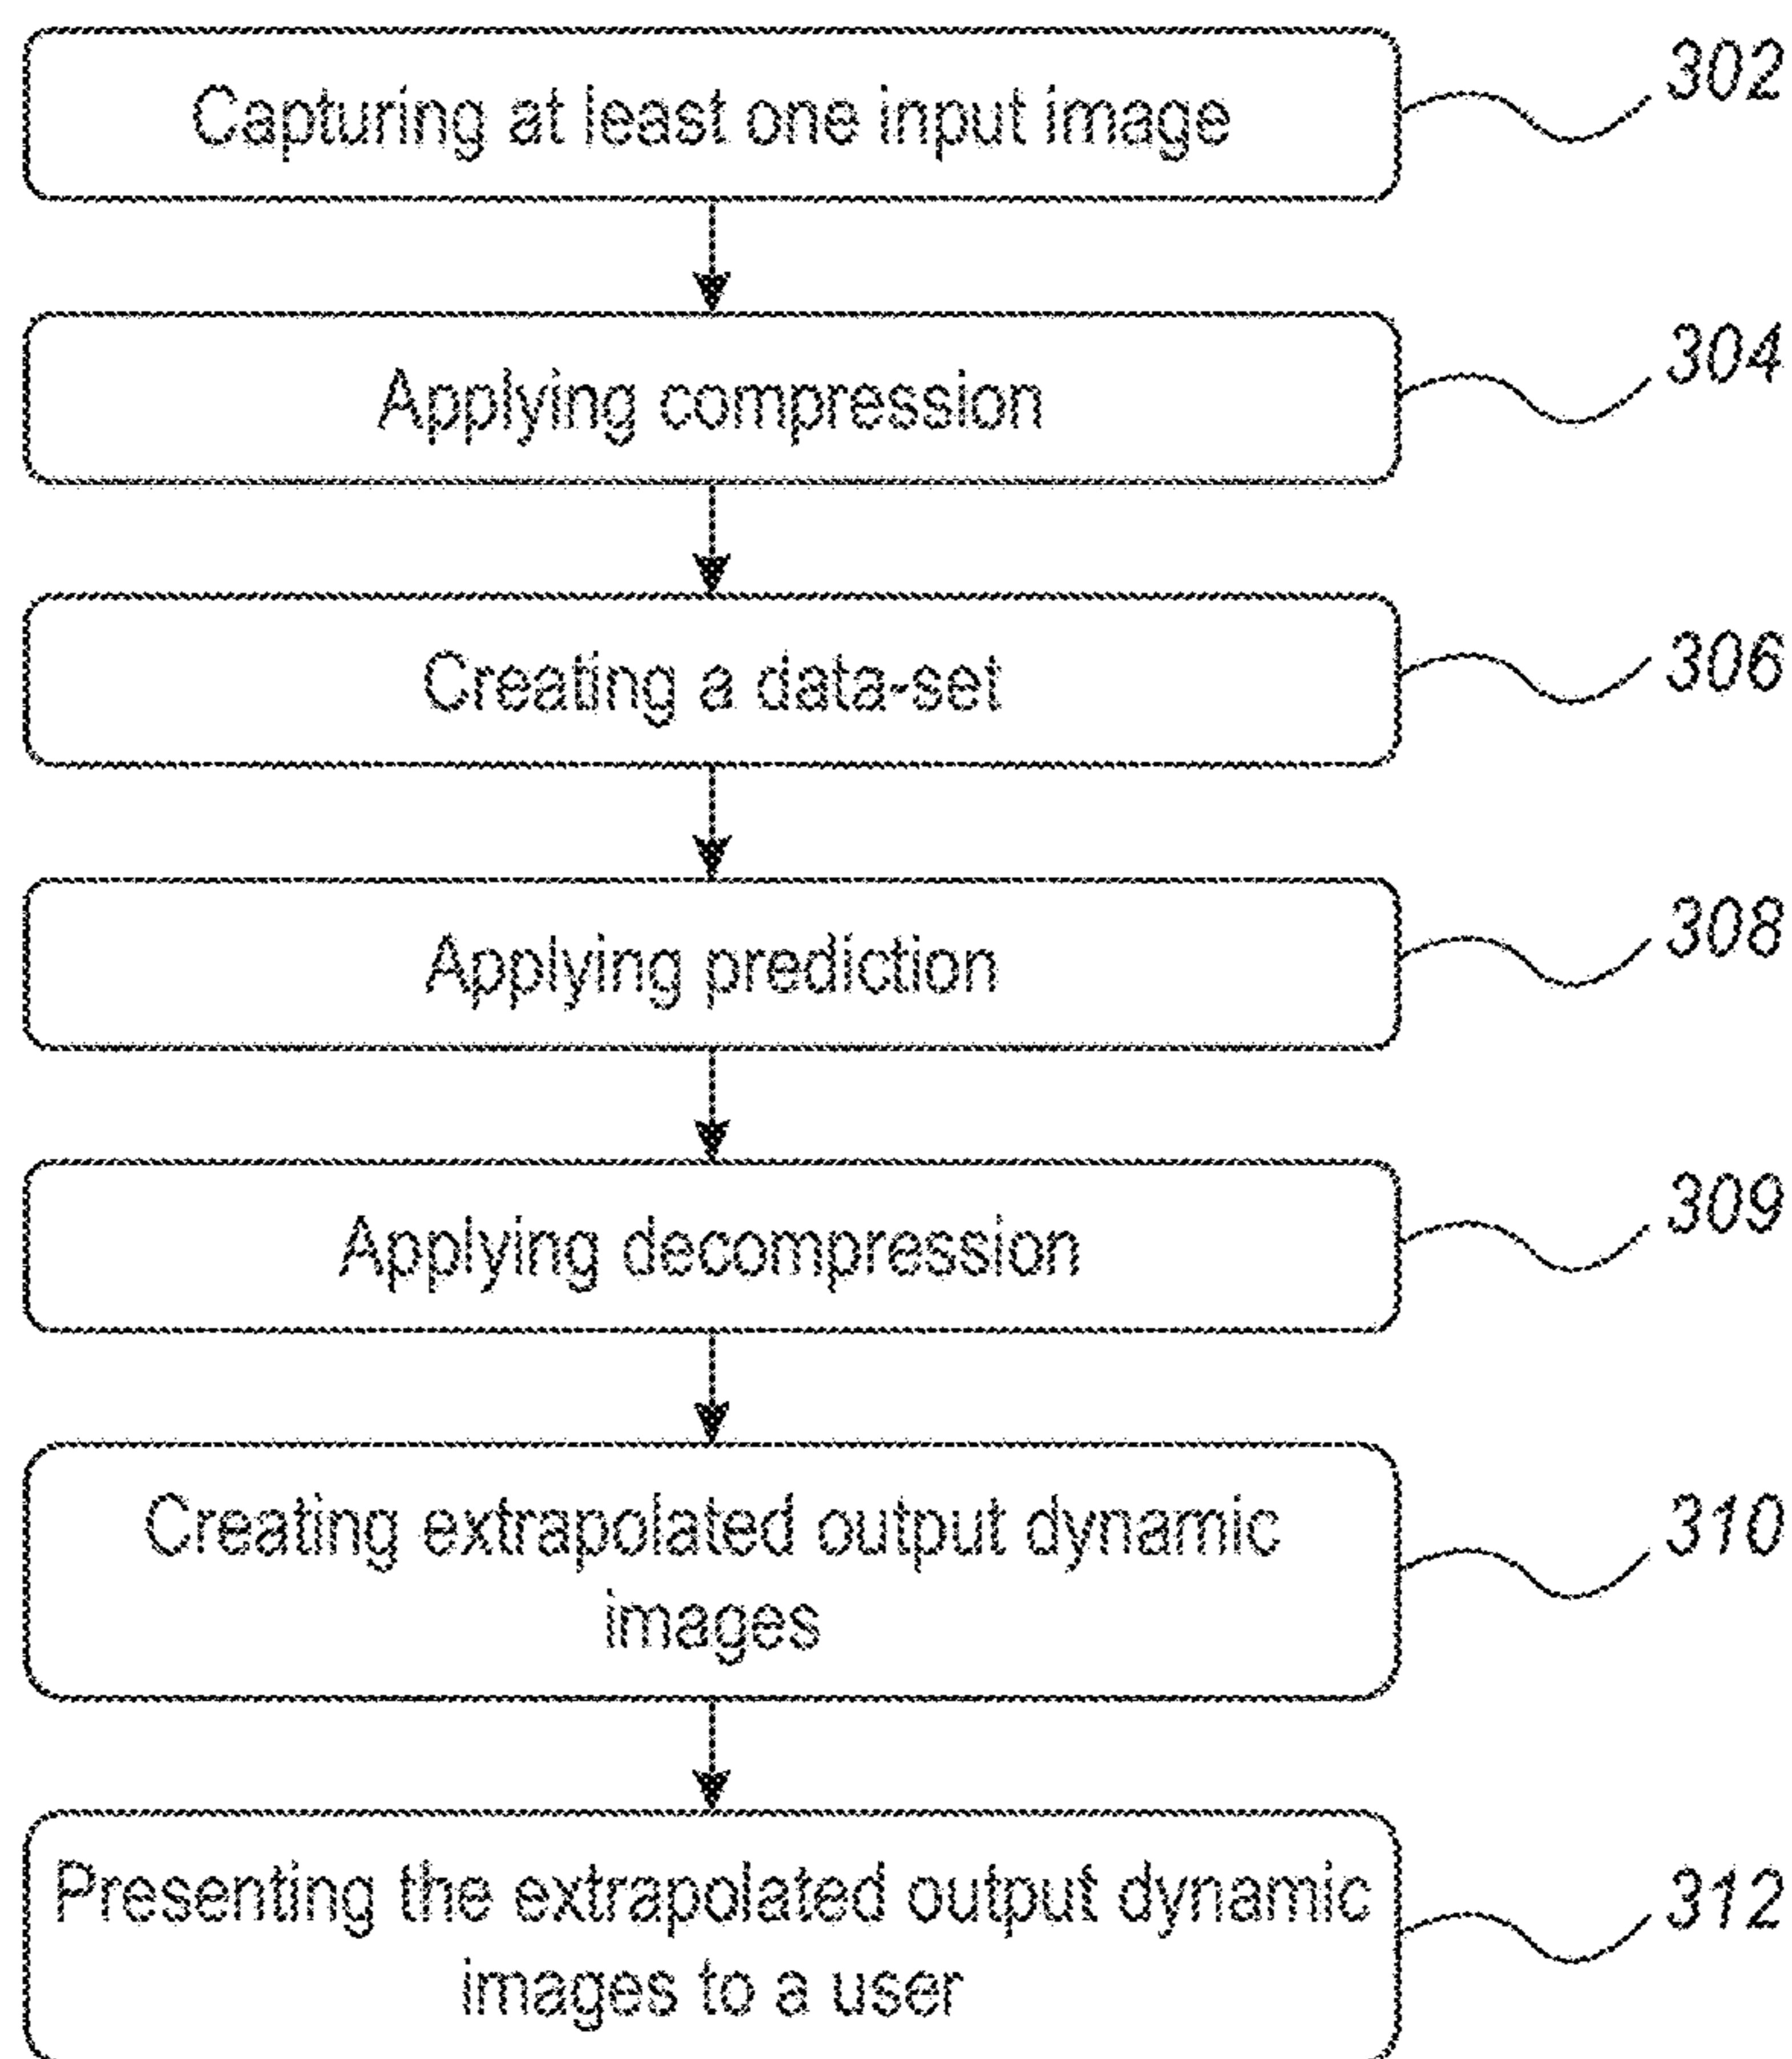 Capturing at least one input image
302
Applying compression
304
Creating a data-set
306
Applying prediction
308
Applying decompression
309
Creating extrapolated output dynamic
images
310
Presenting the extrapolated output dynamic
images to a user
312